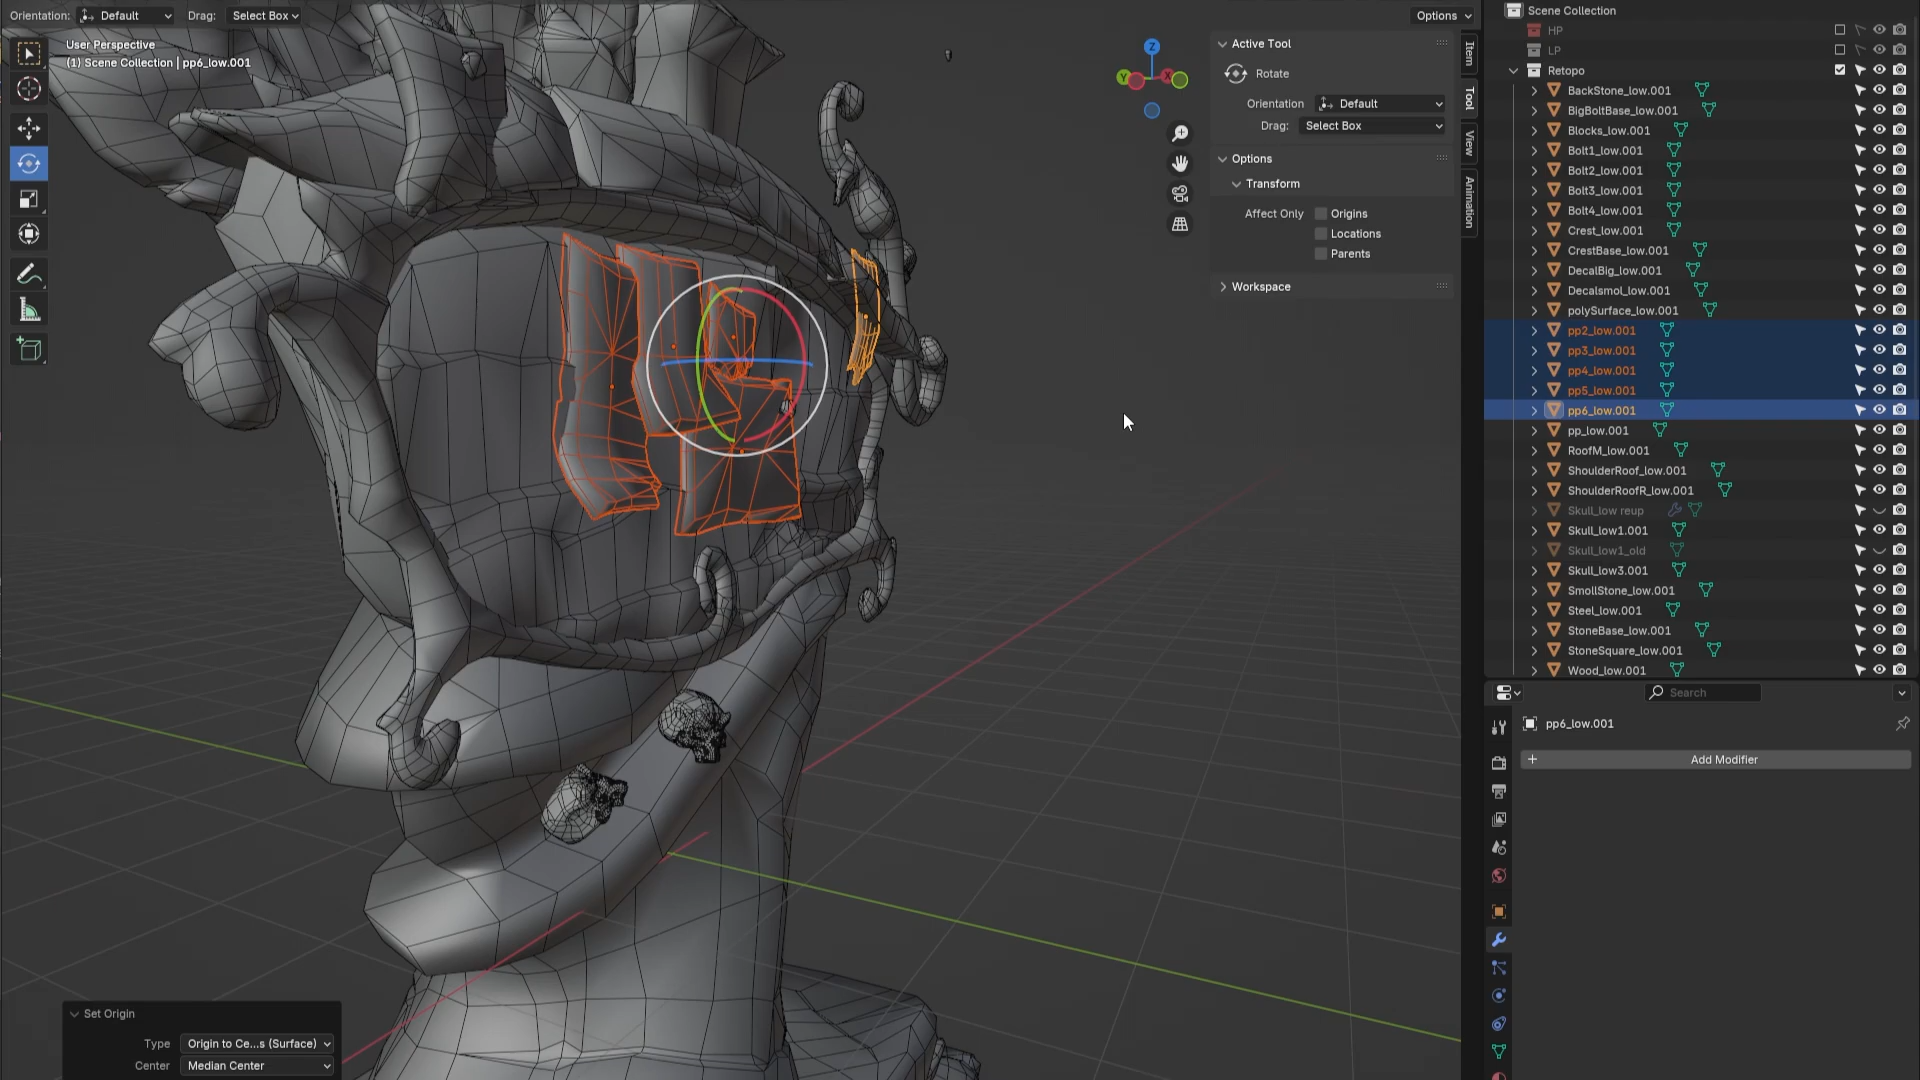 Orientation: Default Drag: Select Box Options
User Perspective
(1) Scene Collection | pp6_low.001
Z
Y
X
Active Tool
Rotate
Orientation Default
Drag: Select Box
Options
Transform
Affect Only Origins
Locations
Parents
Workspace
Item
Tool
View
Animation
Scene Collection
HP
LP
Retopo
BackStone_low.001
BigBoltBase_low.001
Blocks_low.001
Bolt1_low.001
Bolt2_low.001
Bolt3_low.001
Bolt4_low.001
Crest_low.001
CrestBase_low.001
DecalBig_low.001
Decalsmol_low.001
polySurface_low.001
pp2_low.001
pp3_low.001
pp4_low.001
pp5_low.001
pp6_low.001
pp_low.001
RoofM_low.001
ShoulderRoof_low.001
ShoulderRoofR_low.001
Skull_low reup
Skull_low1.001
Skull_low1_old
Skull_low3.001
SmollStone_low.001
Steel_low.001
StoneBase_low.001
StoneSquare_low.001
Wood_low.001
Search
pp6_low.001
+ Add Modifier
Set Origin
Type Origin to Ce...s (Surface)
Center Median Center